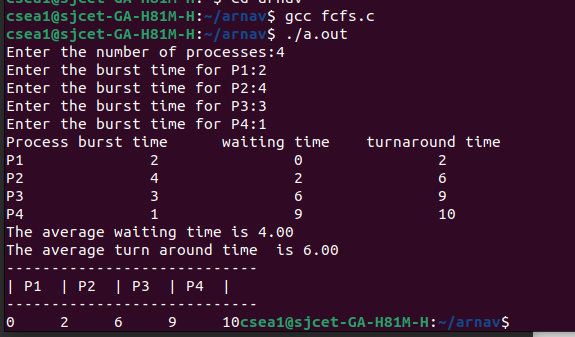 csea1@sjcet-GA-H81M-H:~$ cd arnav
csea1@sjcet-GA-H81M-H:~/arnav$ gcc fcfs.c
csea1@sjcet-GA-H81M-H:~/arnav$ ./a.out
Enter the number of processes:4
Enter the burst time for P1:2
Enter the burst time for P2:4
Enter the burst time for P3:3
Enter the burst time for P4:1
Process burst time      waiting time    turnaround time
P1              2               0               2
P2              4               2               6
P3              3               6               9
P4              1               9               10
The average waiting time is 4.00
The average turn around time  is 6.00
----------------------------
| P1  | P2  | P3  | P4  |
----------------------------
0     2     6     9     10csea1@sjcet-GA-H81M-H:~/arnav$